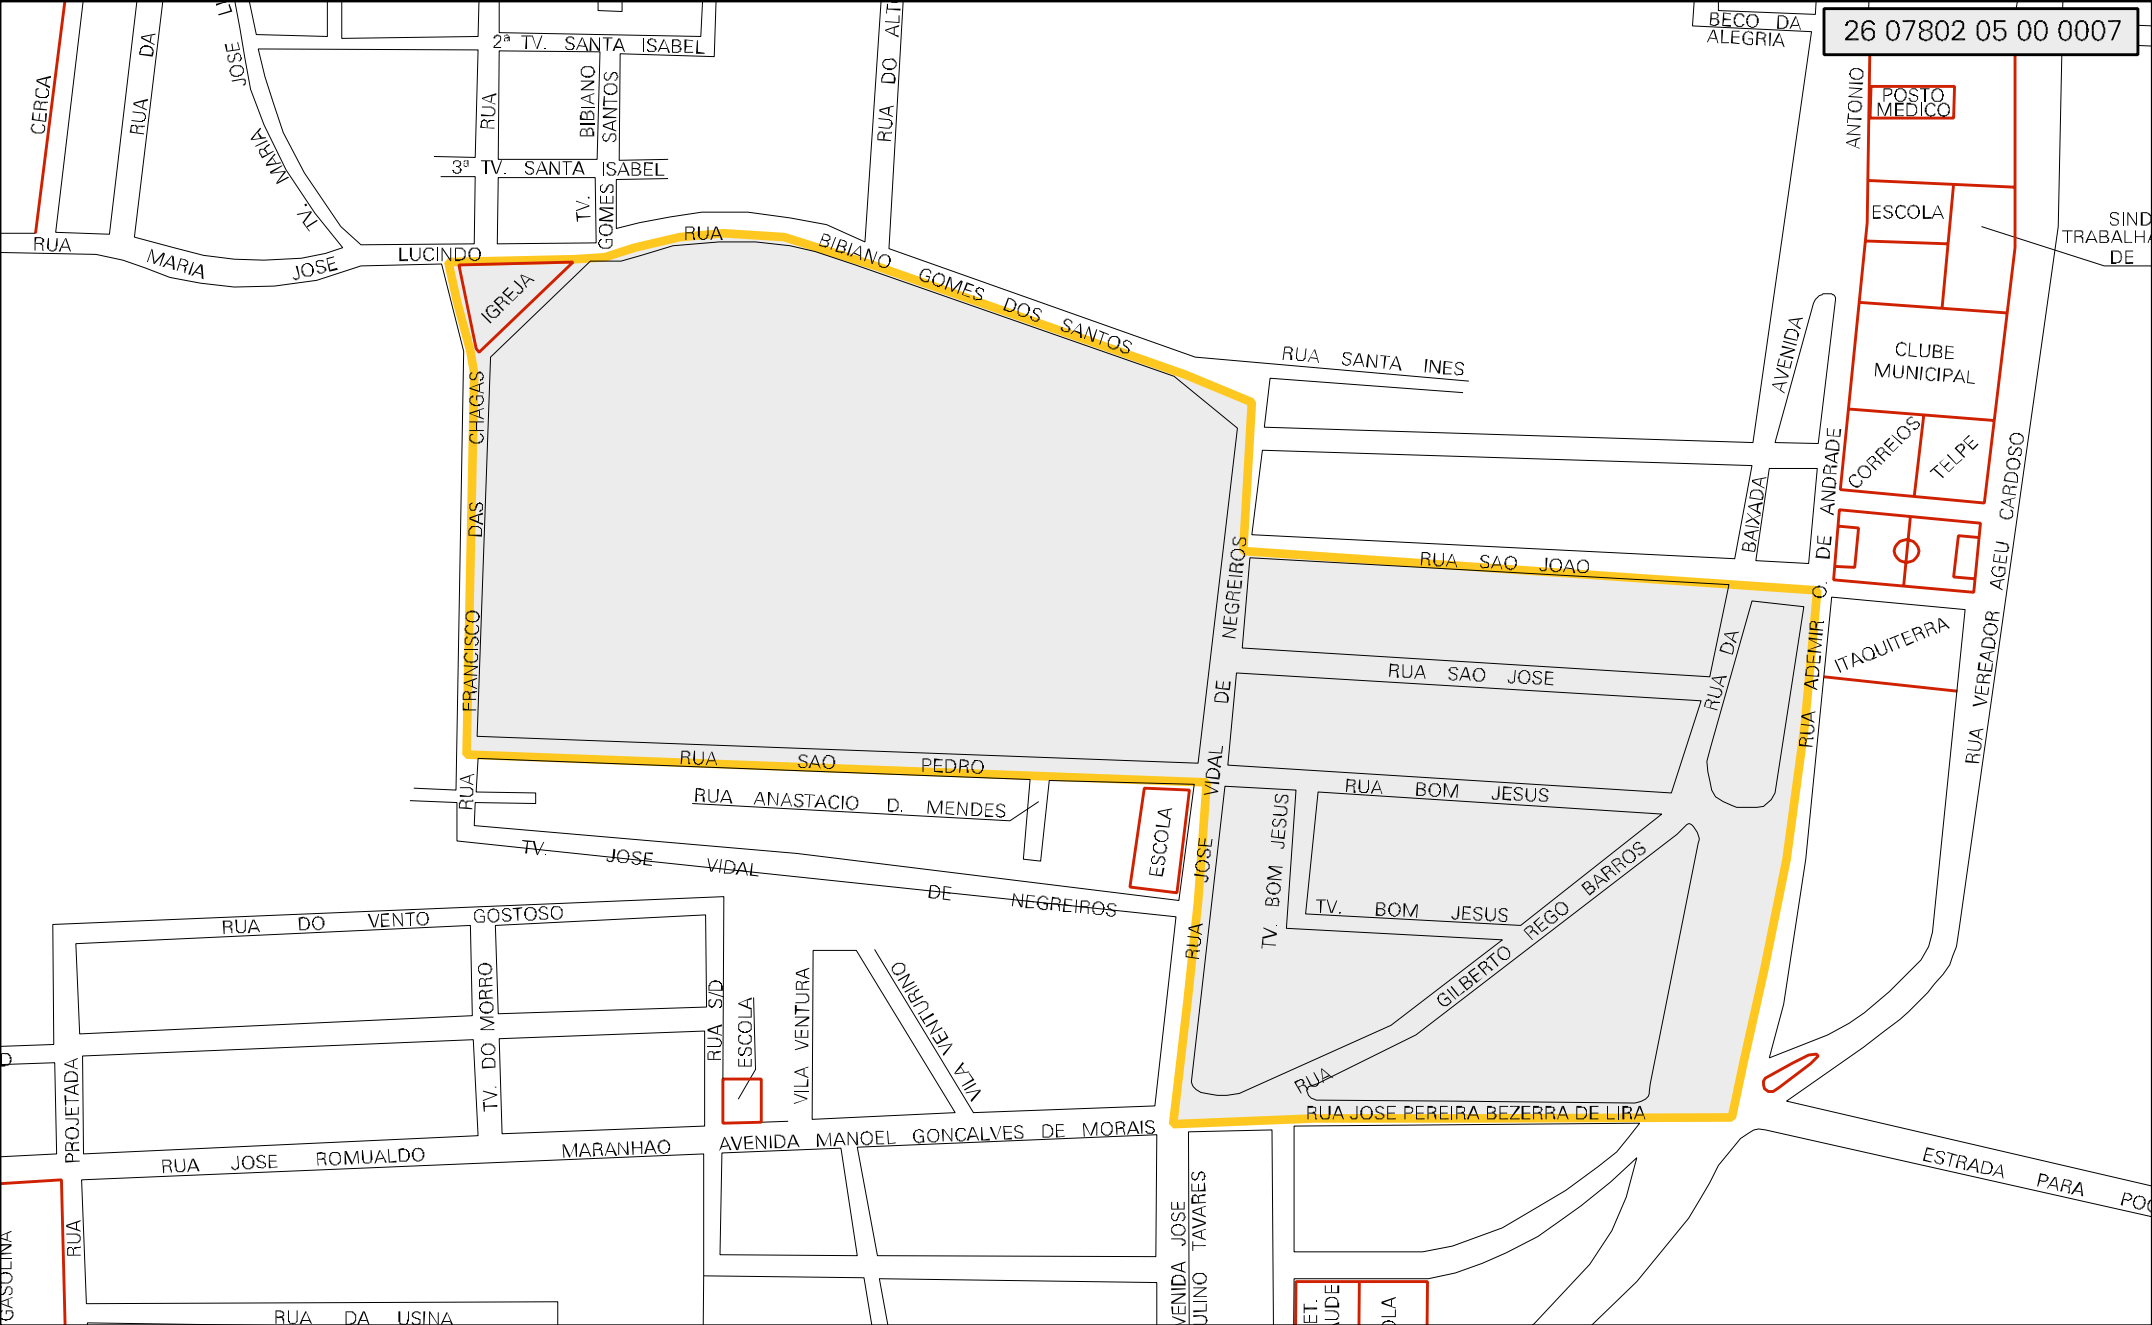 26 07802 05 00 0007
BECO DA
ALEGRIA
2ª TV. SANTA ISABEL
CERCA
RUA DA
JOSE
MARIA
TV.
RUA
BIBIANO
SANTOS
RUA DO ALTO
ANTONIO
POSTO
MEDICO
3ª TV. SANTA ISABEL
TV.
GOMES
ESCOLA
SIND
TRABALHA
DE
RUA MARIA JOSE LUCINDO
RUA BIBIANO GOMES DOS SANTOS
IGREJA
RUA SANTA INES
AVENIDA
CLUBE
MUNICIPAL
CORREIOS
TELPE
RUA FRANCISCO DAS CHAGAS
BAIXADA
RUA ADEMIR O. DE ANDRADE
RUA VEREADOR AGEU CARDOSO
RUA SAO JOAO
RUA JOSE VIDAL DE NEGREIROS
ITAQUITERRA
RUA DA
RUA SAO JOSE
RUA SAO PEDRO
RUA BOM JESUS
RUA ANASTACIO D. MENDES
ESCOLA
TV. BOM JESUS
TV. JOSE VIDAL DE NEGREIROS
TV. BOM JESUS
RUA GILBERTO REGO BARROS
RUA DO VENTO GOSTOSO
TV. DO MORRO
RUA S/D
ESCOLA
VILA VENTURA
VILA VENTURINO
RUA PROJETADA
D
RUA JOSE PEREIRA BEZERRA DE LIRA
AVENIDA MANOEL GONCALVES DE MORAIS
RUA JOSE ROMUALDO MARANHAO
ESTRADA PARA POÇ
GASOLINA
VENIDA JOSE
ULINO TAVARES
ET.
AUDE
OLA
RUA DA USINA